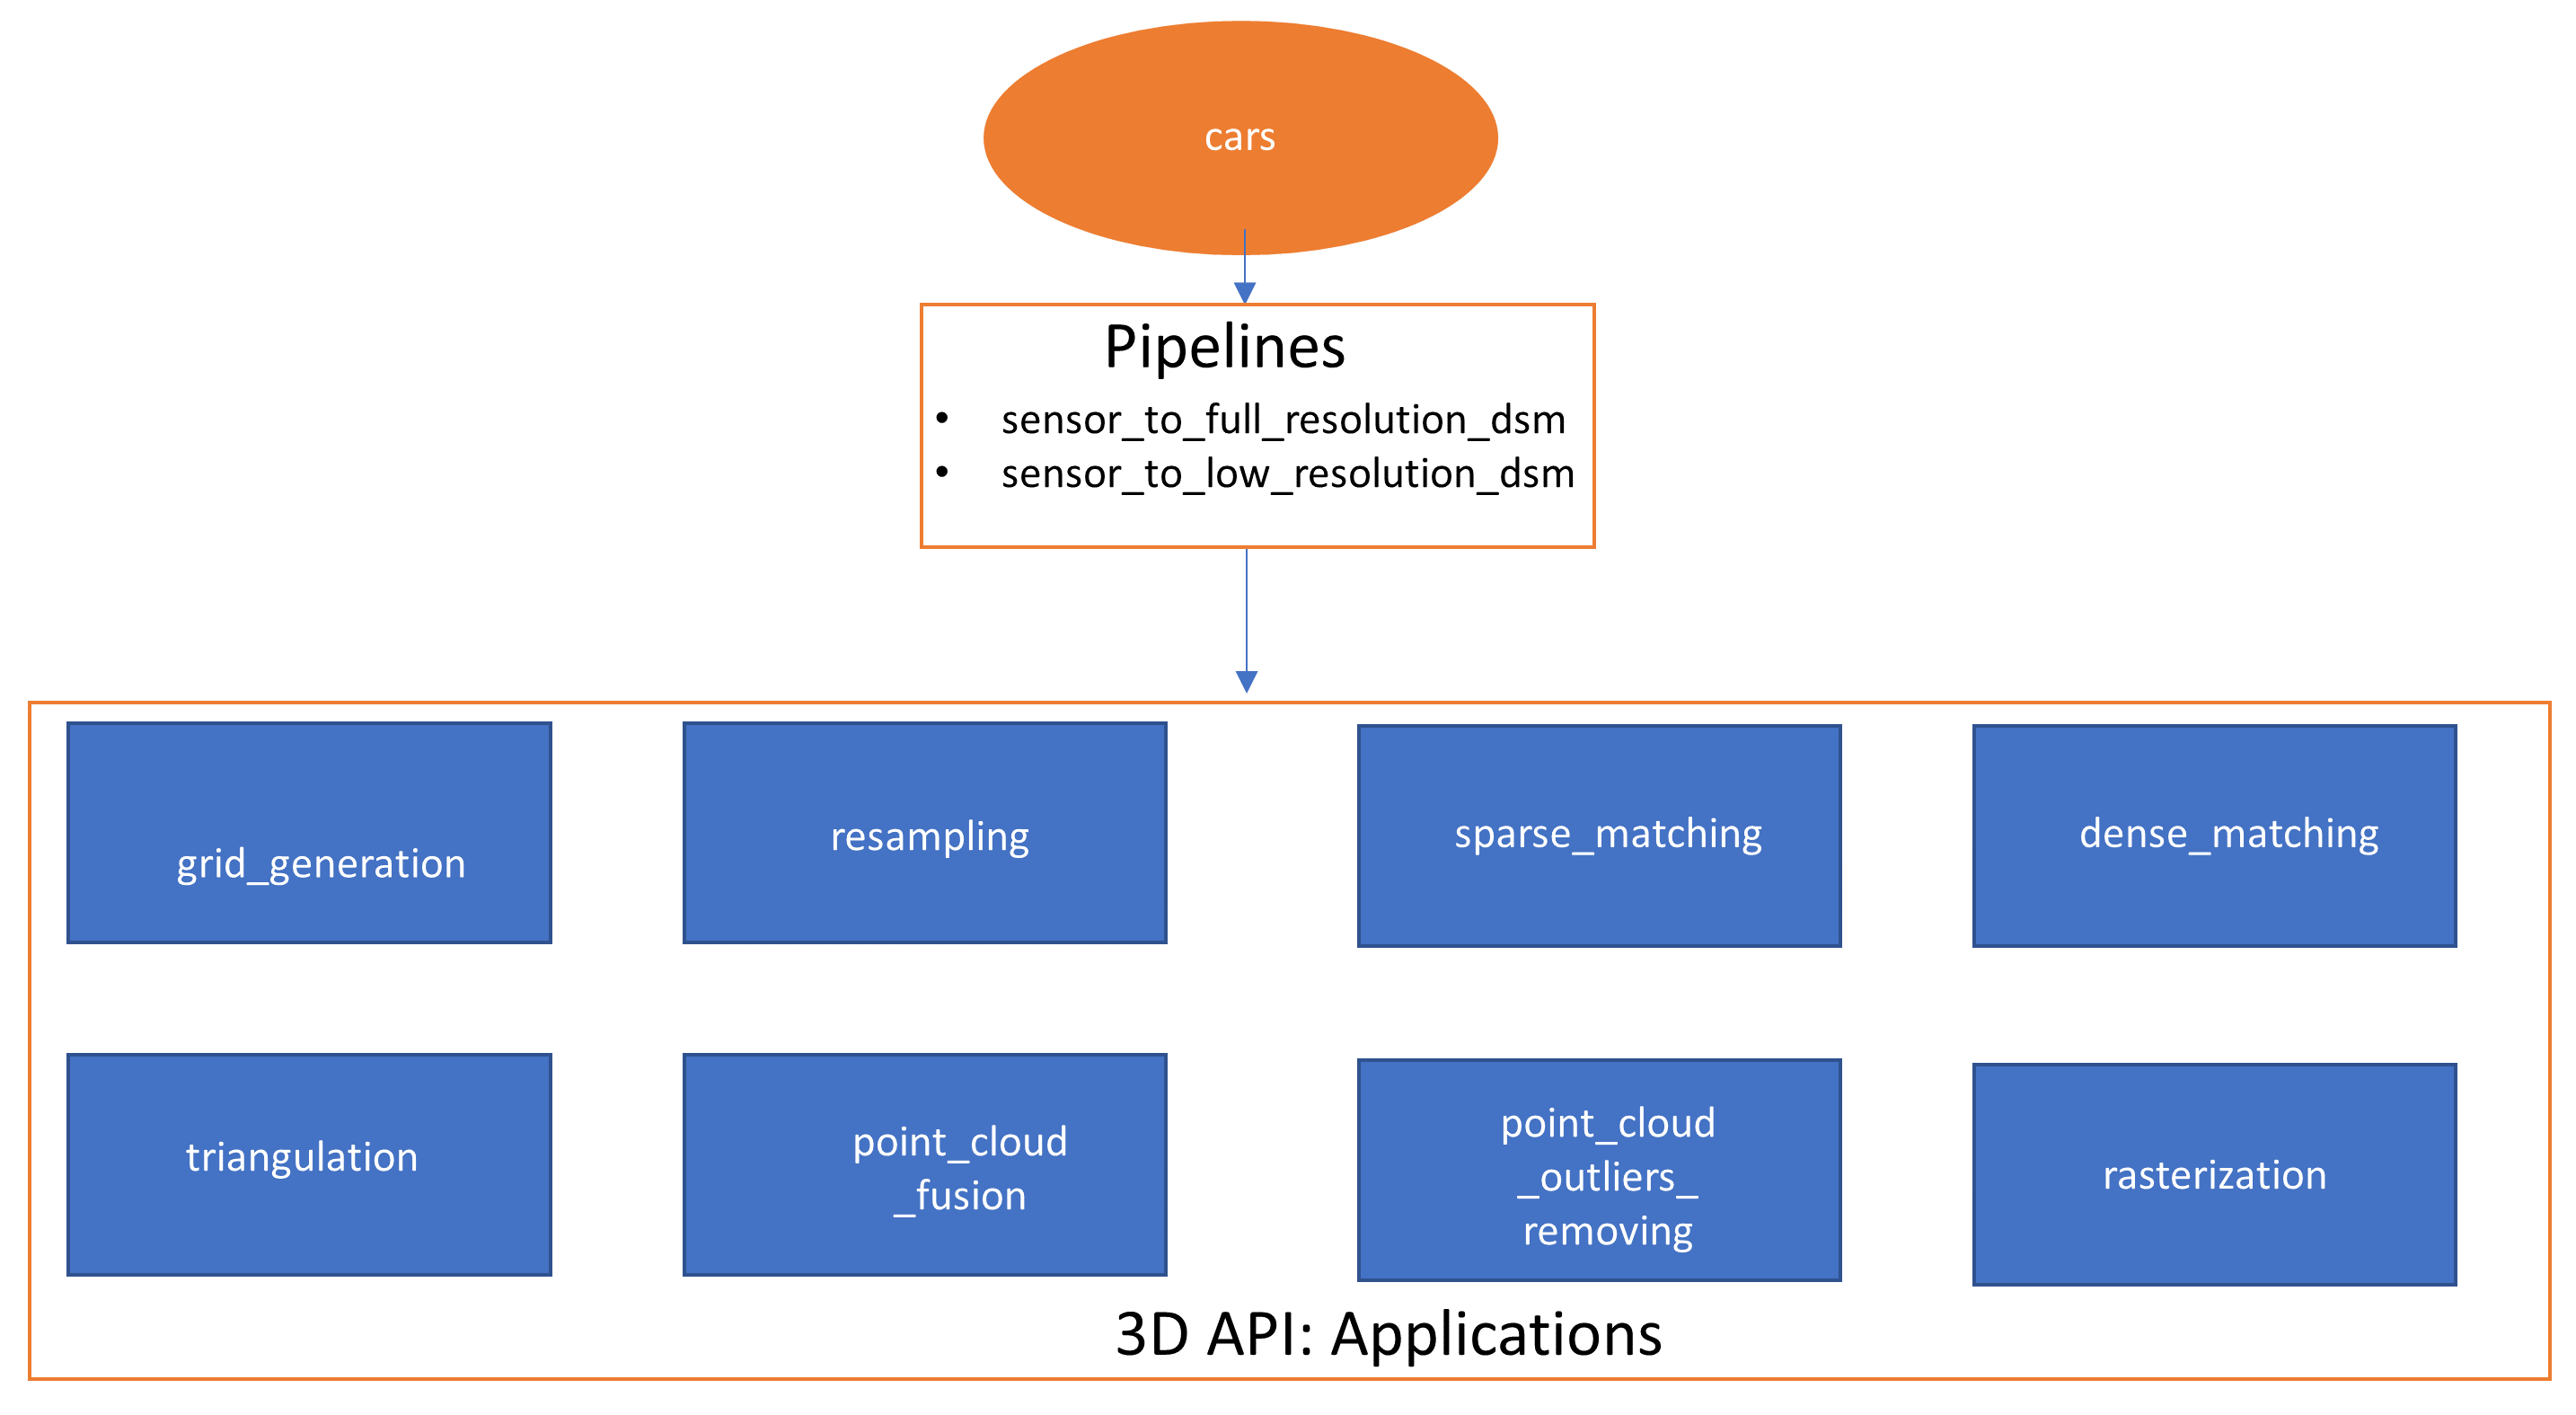 cars
Pipelines
• sensor_to_full_resolution_dsm
• sensor_to_low_resolution_dsm
grid_generation
resampling
sparse_matching
dense_matching
triangulation
point_cloud
_fusion
point_cloud
_outliers_
removing
rasterization
3D API: Applications